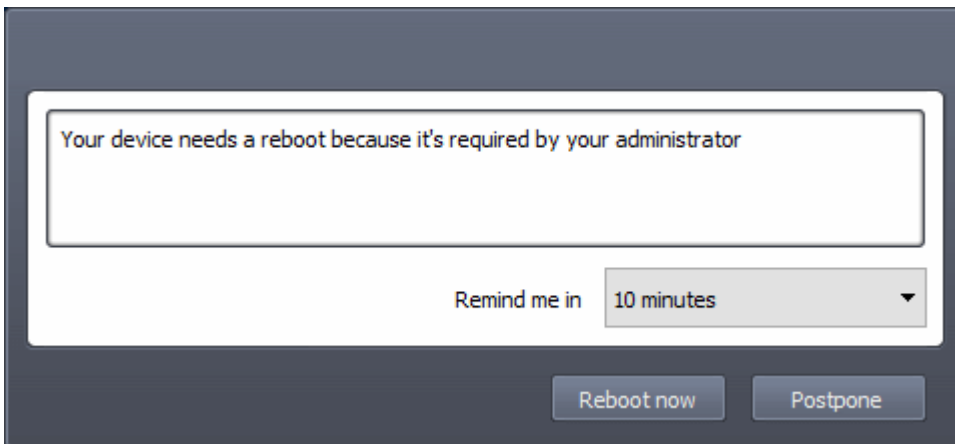 Your device needs a reboot because it's required by your administrator
Remind me in 10 minutes
Reboot now Postpone